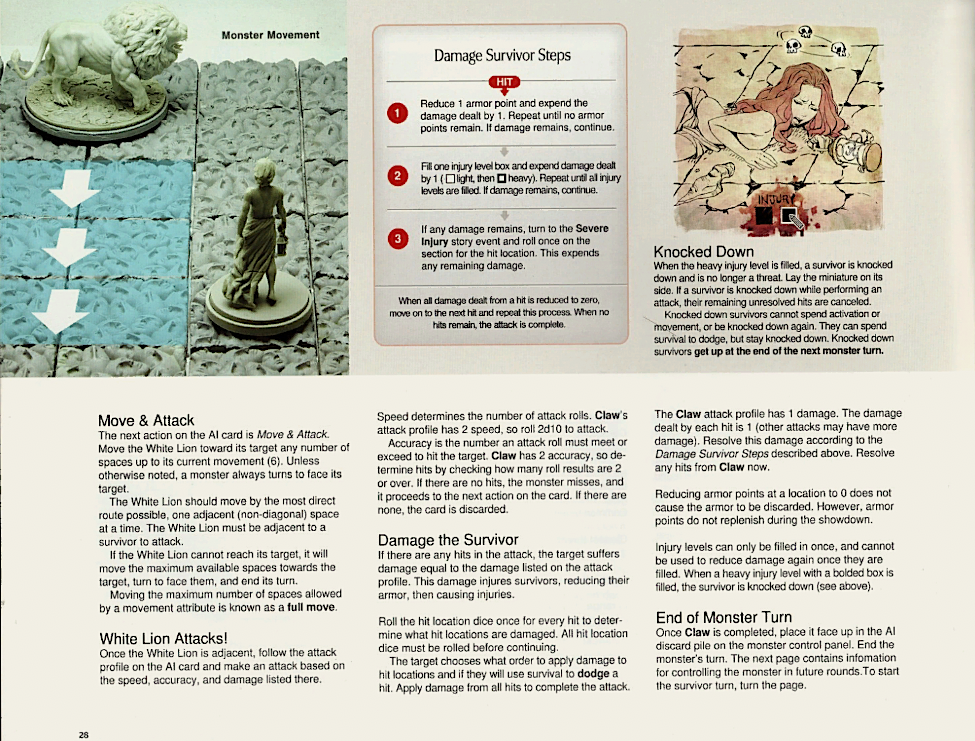 Monster Movement
Damage Survivor Steps
HIT
1
Reduce 1 armor point and expend the
damage dealt by 1. Repeat until no armor
points remain. If damage remains, continue.
2
Fill one injury level box and expend damage dealt
by 1 ( light, then heavy). Repeat until all injury
levels are filled. If damage remains, continue.
3
If any damage remains, turn to the Severe
Injury story event and roll once on the
section for the hit location. This expends
any remaining damage.
When all damage dealt from a hit is reduced to zero,
move on to the next hit and repeat this process. When no
hits remain, the attack is complete.
INJURY
Knocked Down
When the heavy injury level is filled, a survivor is knocked
down and is no longer a threat. Lay the miniature on its
side. If a survivor is knocked down while performing an
attack, their remaining unresolved hits are canceled.
Knocked down survivors cannot spend activation or
movement, or be knocked down again. They can spend
survival to dodge, but stay knocked down. Knocked down
survivors get up at the end of the next monster turn.
Move & Attack
The next action on the AI card is Move & Attack.
Move the White Lion toward its target any number of
spaces up to its current movement (6). Unless
otherwise noted, a monster always turns to face its
target.
The White Lion should move by the most direct
route possible, one adjacent (non-diagonal) space
at a time. The White Lion must be adjacent to a
survivor to attack.
If the White Lion cannot reach its target, it will
move the maximum available spaces towards the
target, turn to face them, and end its turn.
Moving the maximum number of spaces allowed
by a movement attribute is known as a full move.
White Lion Attacks!
Once the White Lion is adjacent, follow the attack
profile on the AI card and make an attack based on
the speed, accuracy, and damage listed there.
Speed determines the number of attack rolls. Claw's
attack profile has 2 speed, so roll 2d10 to attack.
Accuracy is the number an attack roll must meet or
exceed to hit the target. Claw has 2 accuracy, so de-
termine hits by checking how many roll results are 2
or over. If there are no hits, the monster misses, and
it proceeds to the next action on the card. If there are
none, the card is discarded.
Damage the Survivor
If there are any hits in the attack, the target suffers
damage equal to the damage listed on the attack
profile. This damage injures survivors, reducing their
armor, then causing injuries.
Roll the hit location dice once for every hit to deter-
mine what hit locations are damaged. All hit location
dice must be rolled before continuing.
The target chooses what order to apply damage to
hit locations and if they will use survival to dodge a
hit. Apply damage from all hits to complete the attack.
The Claw attack profile has 1 damage. The damage
dealt by each hit is 1 (other attacks may have more
damage). Resolve this damage according to the
Damage Survivor Steps described above. Resolve
any hits from Claw now.
Reducing armor points at a location to 0 does not
cause the armor to be discarded. However, armor
points do not replenish during the showdown.
Injury levels can only be filled in once, and cannot
be used to reduce damage again once they are
filled. When a heavy injury level with a bolded box is
filled, the survivor is knocked down (see above).
End of Monster Turn
Once Claw is completed, place it face up in the AI
discard pile on the monster control panel. End the
monster's turn. The next page contains infomation
for controlling the monster in future rounds.To start
the survivor turn, turn the page.
28